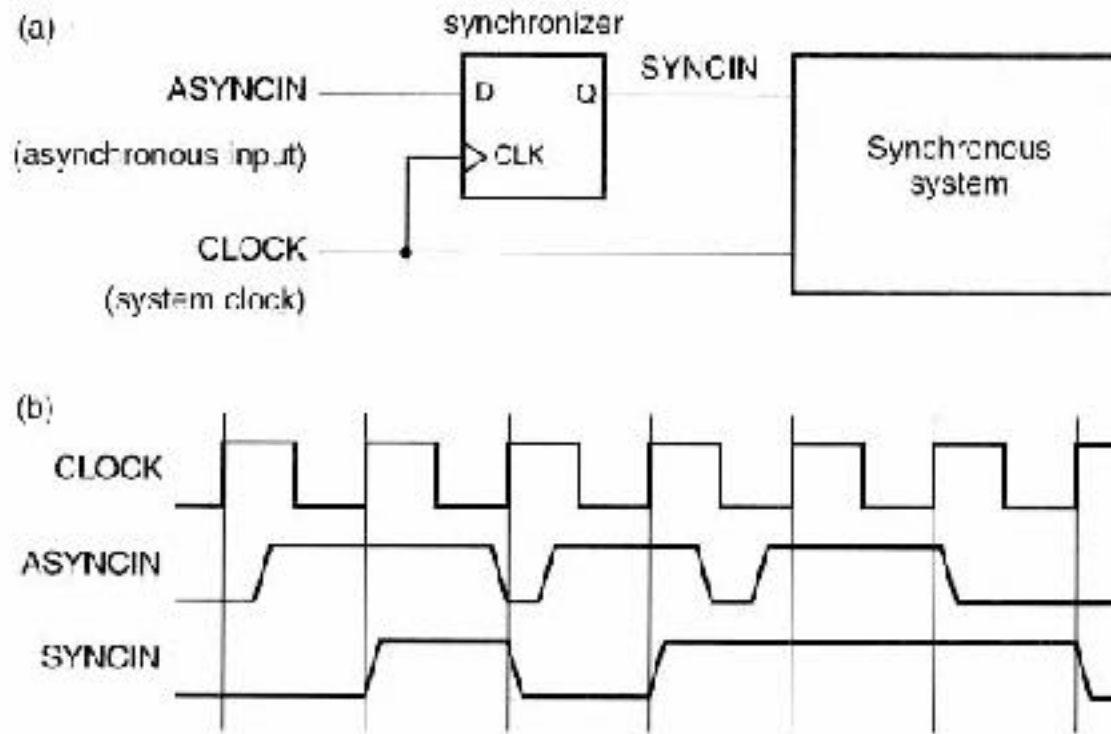 (a)
synchronizer
ASYNCIN
D
Q
SYNCIN
(asynchronous input)
CLK
Synchronous
system
CLOCK
(system clock)
(b)
CLOCK
ASYNCIN
SYNCIN